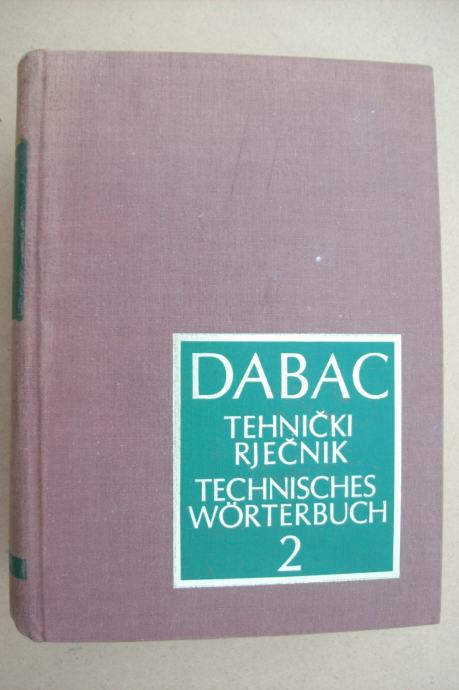 DABAC
TEHNIČKI
RJEČNIK
TECHNISCHES
WÖRTERBUCH
2